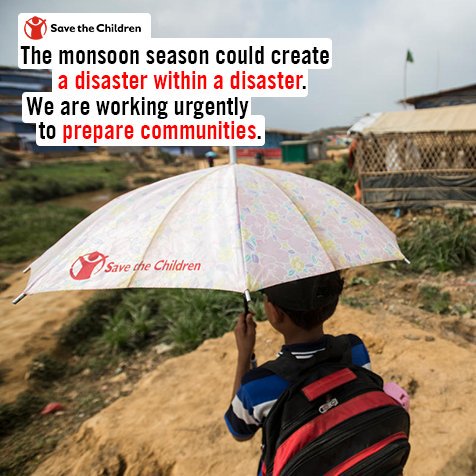 Save the Children
The monsoon season could create
a disaster within a disaster.
We are working urgently
to prepare communities.
Save the Children